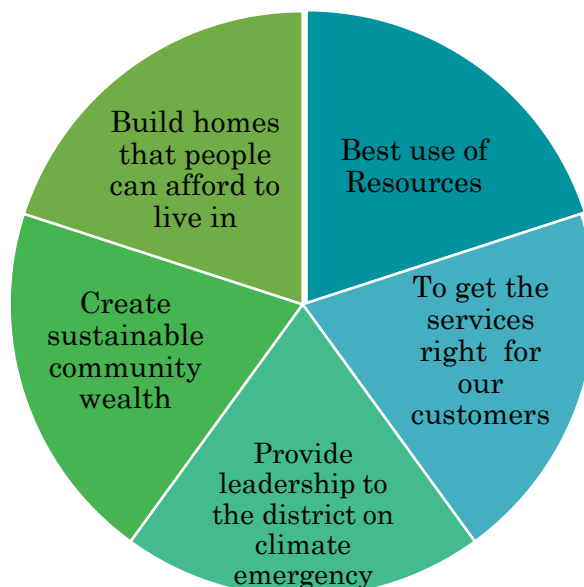 Build homes
that people
can afford to
live in
Best use of
Resources
To get the
services
right for
our
customers
Provide
leadership to
the district on
climate
emergency
Create
sustainable
community
wealth